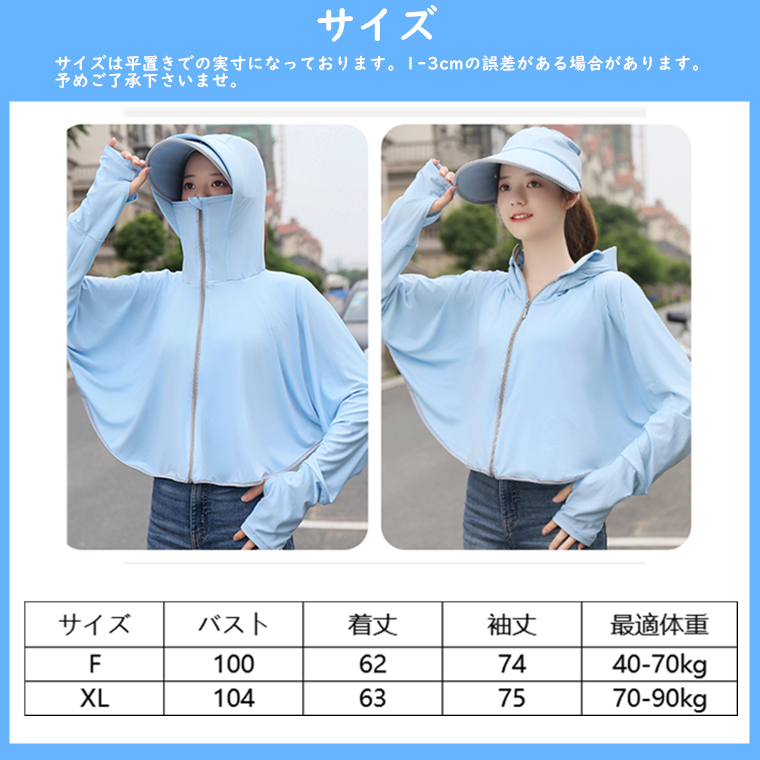 サイズ
サイズは平置きでの実寸になっております。1-3cmの誤差がある場合があります。
予めご了承下さいませ。
サイズ バスト 着丈 袖丈 最適体重
F 100 62 74 40-70kg
XL 104 63 75 70-90kg